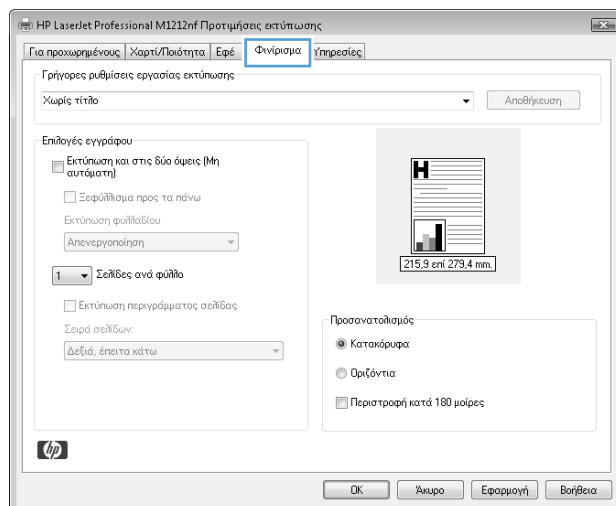 HP LaserJet Professional M1212nf Προτιμήσεις εκτύπωσης
Για προχωρημένους Χαρτί/Ποιότητα Εφέ Φινίρισμα Υπηρεσίες
Γρήγορες ρυθμίσεις εργασίας εκτύπωσης
Χωρίς τίτλο Αποθήκευση
Επιλογές εγγράφου
Εκτύπωση και στις δύο όψεις (Μη
αυτόματη)
Ξεφύλλισμα προς τα πάνω
Εκτύπωση φυλλαδίου
Απενεργοποίηση
1 Σελίδες ανά φύλλο
Εκτύπωση περιγράμματος σελίδας
Σειρά σελίδων:
Δεξιά, έπειτα κάτω
H
215,9 επί 279,4 mm.
Προσανατολισμός
Κατακόρυφα
Οριζόντια
Περιστροφή κατά 180 μοίρες
hp
OK Άκυρο Εφαρμογή Βοήθεια